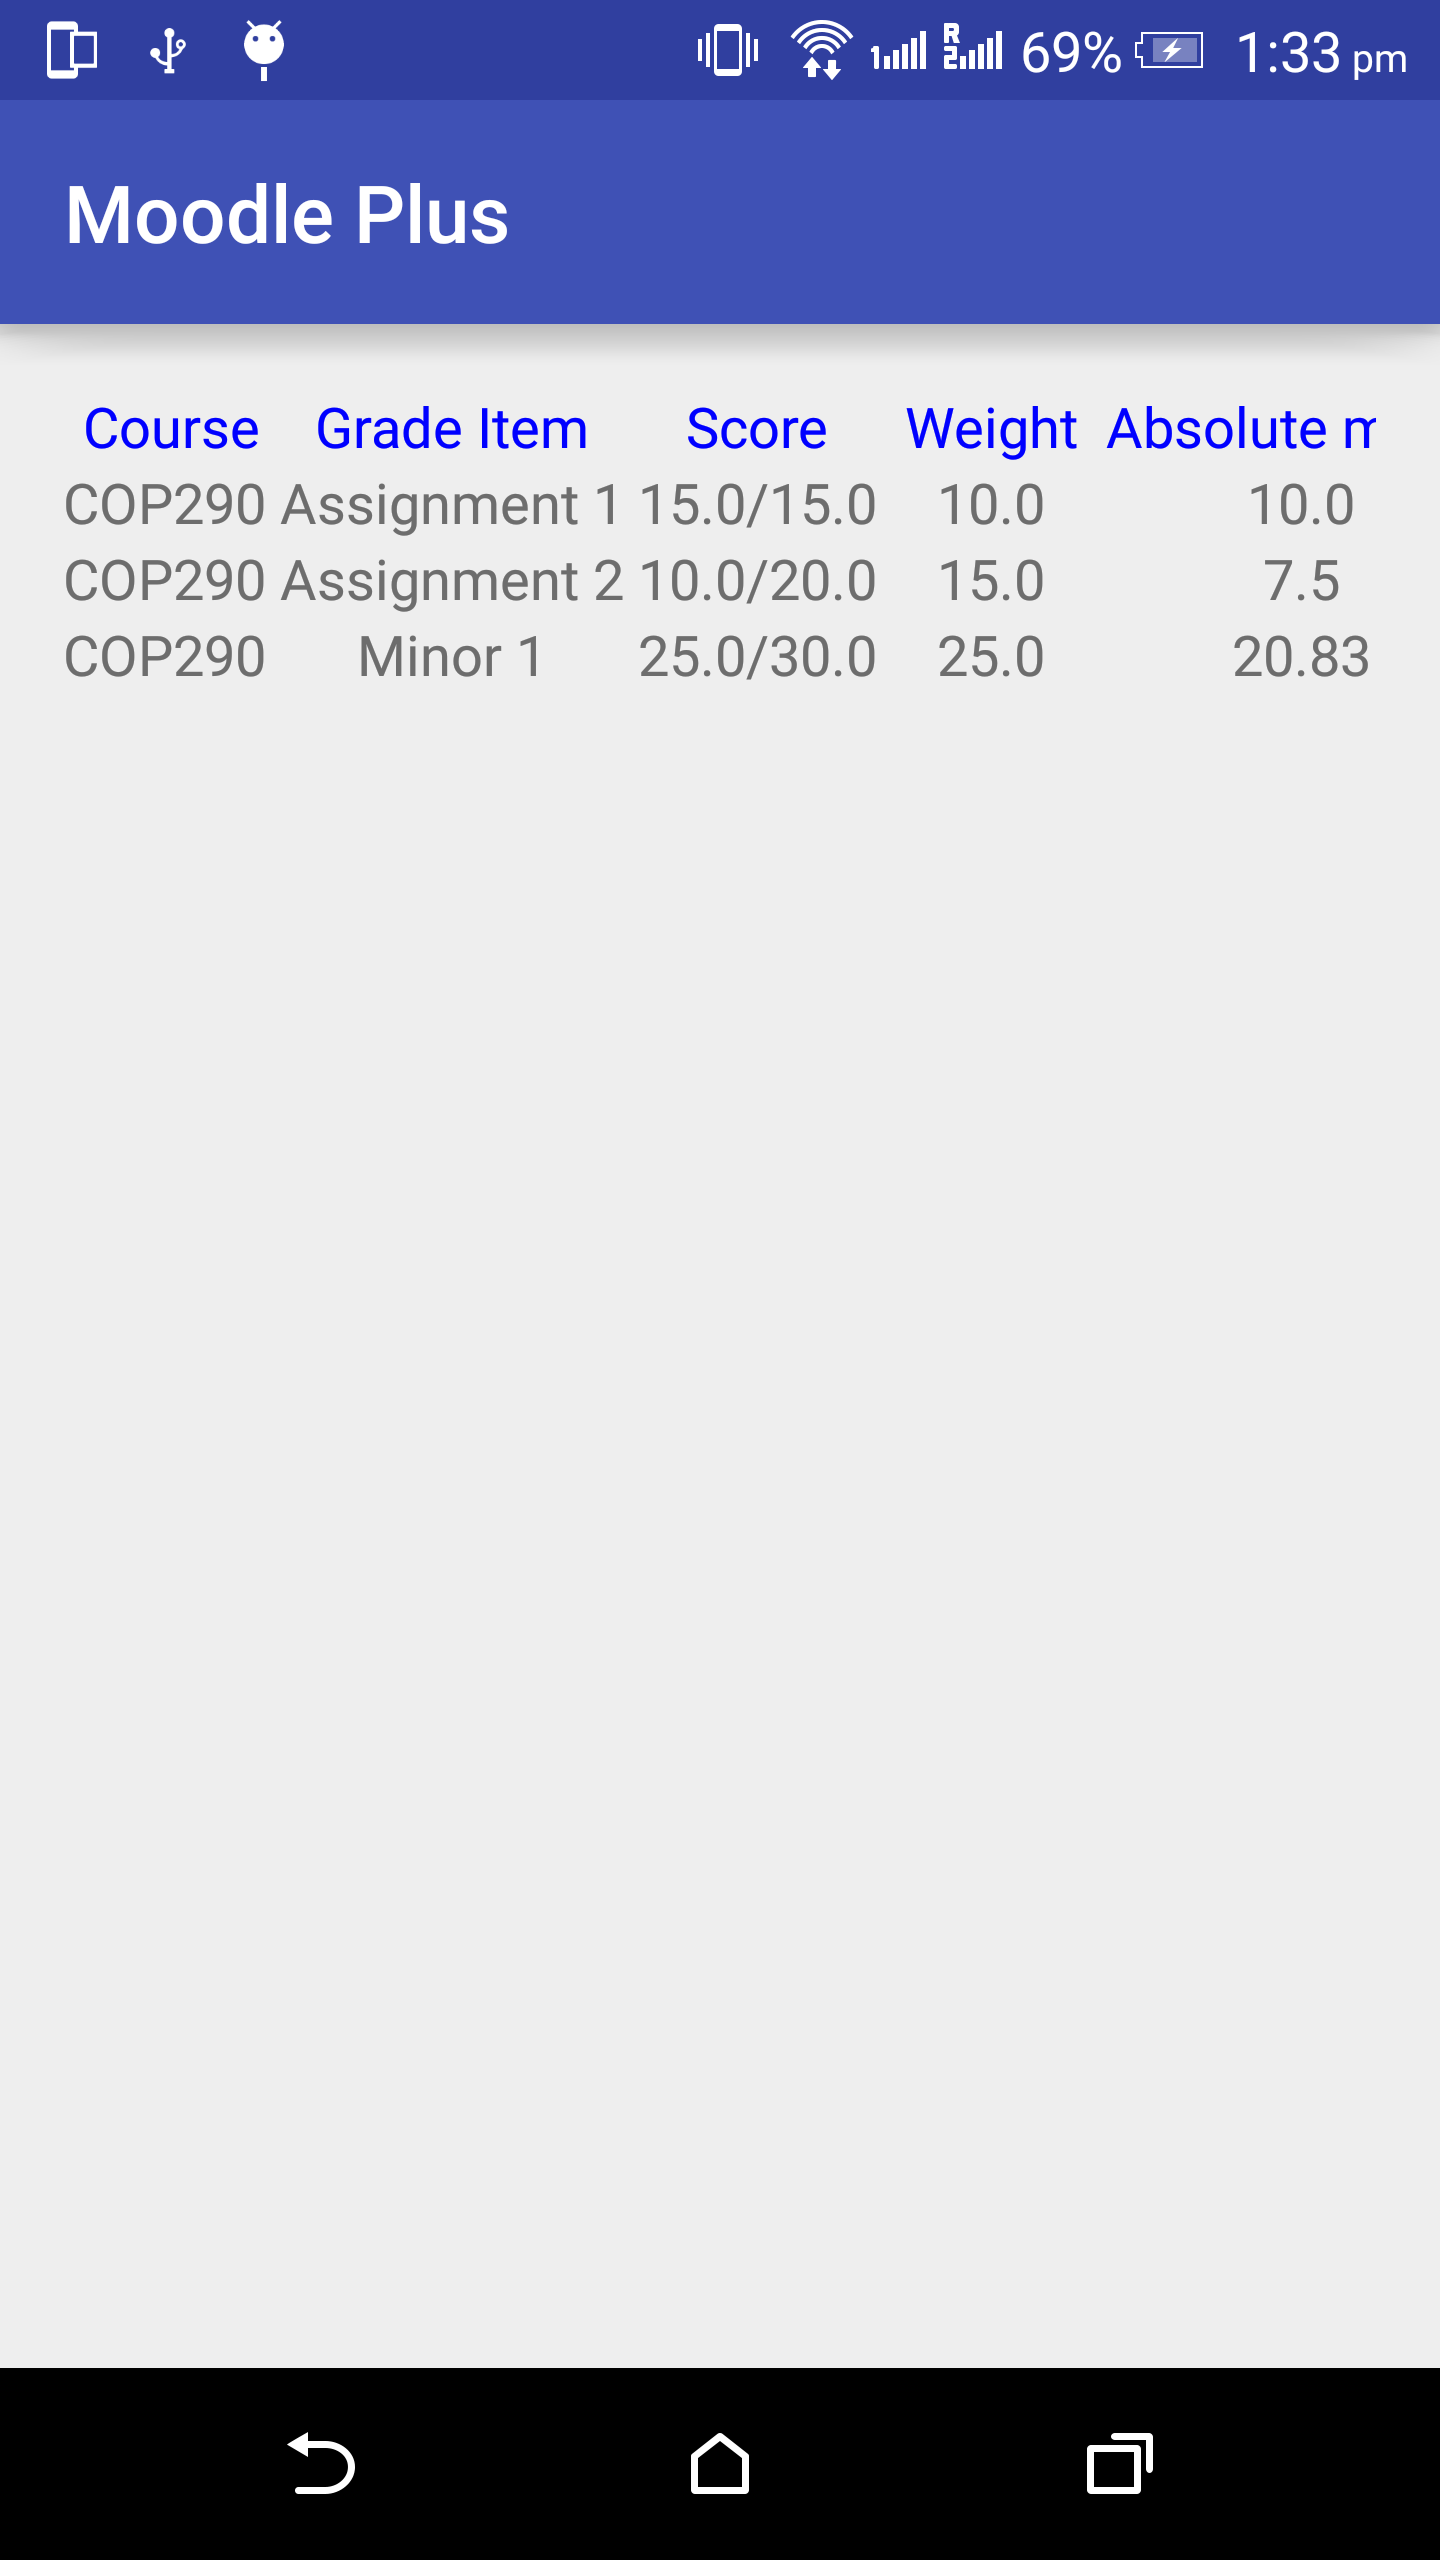 69% 1:33 pm
Moodle Plus
Course Grade Item Score Weight Absolute m
COP290 Assignment 1 15.0/15.0 10.0 10.0
COP290 Assignment 2 10.0/20.0 15.0 7.5
COP290 Minor 1 25.0/30.0 25.0 20.83